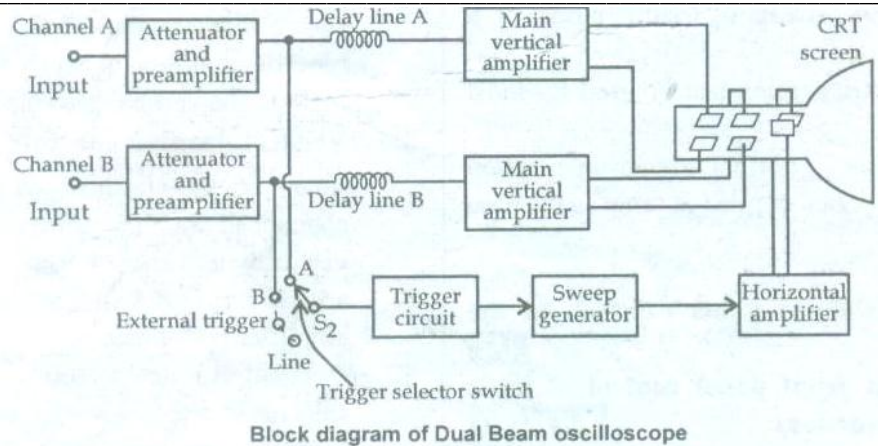 Channel A
Input
Attenuator
and
preamplifier
Delay line A
Main
vertical
amplifier
CRT
screen
Channel B
Input
Attenuator
and
preamplifier
Delay line B
Main
vertical
amplifier
A
B
S2
External trigger
Line
Trigger
circuit
Sweep
generator
Horizontal
amplifier
Trigger selector switch
Block diagram of Dual Beam oscilloscope